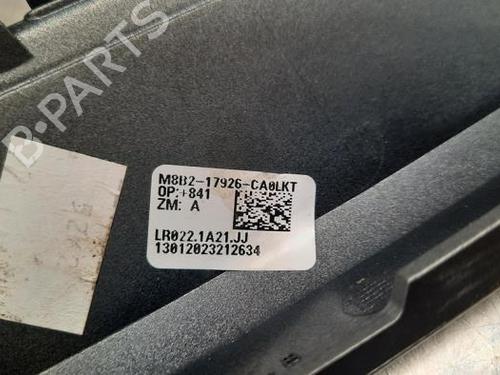 B-PARTS
M8B2-17926-CA0LKT
OP:+841
ZM: A
LR022.1A21.JJ
13012023212634